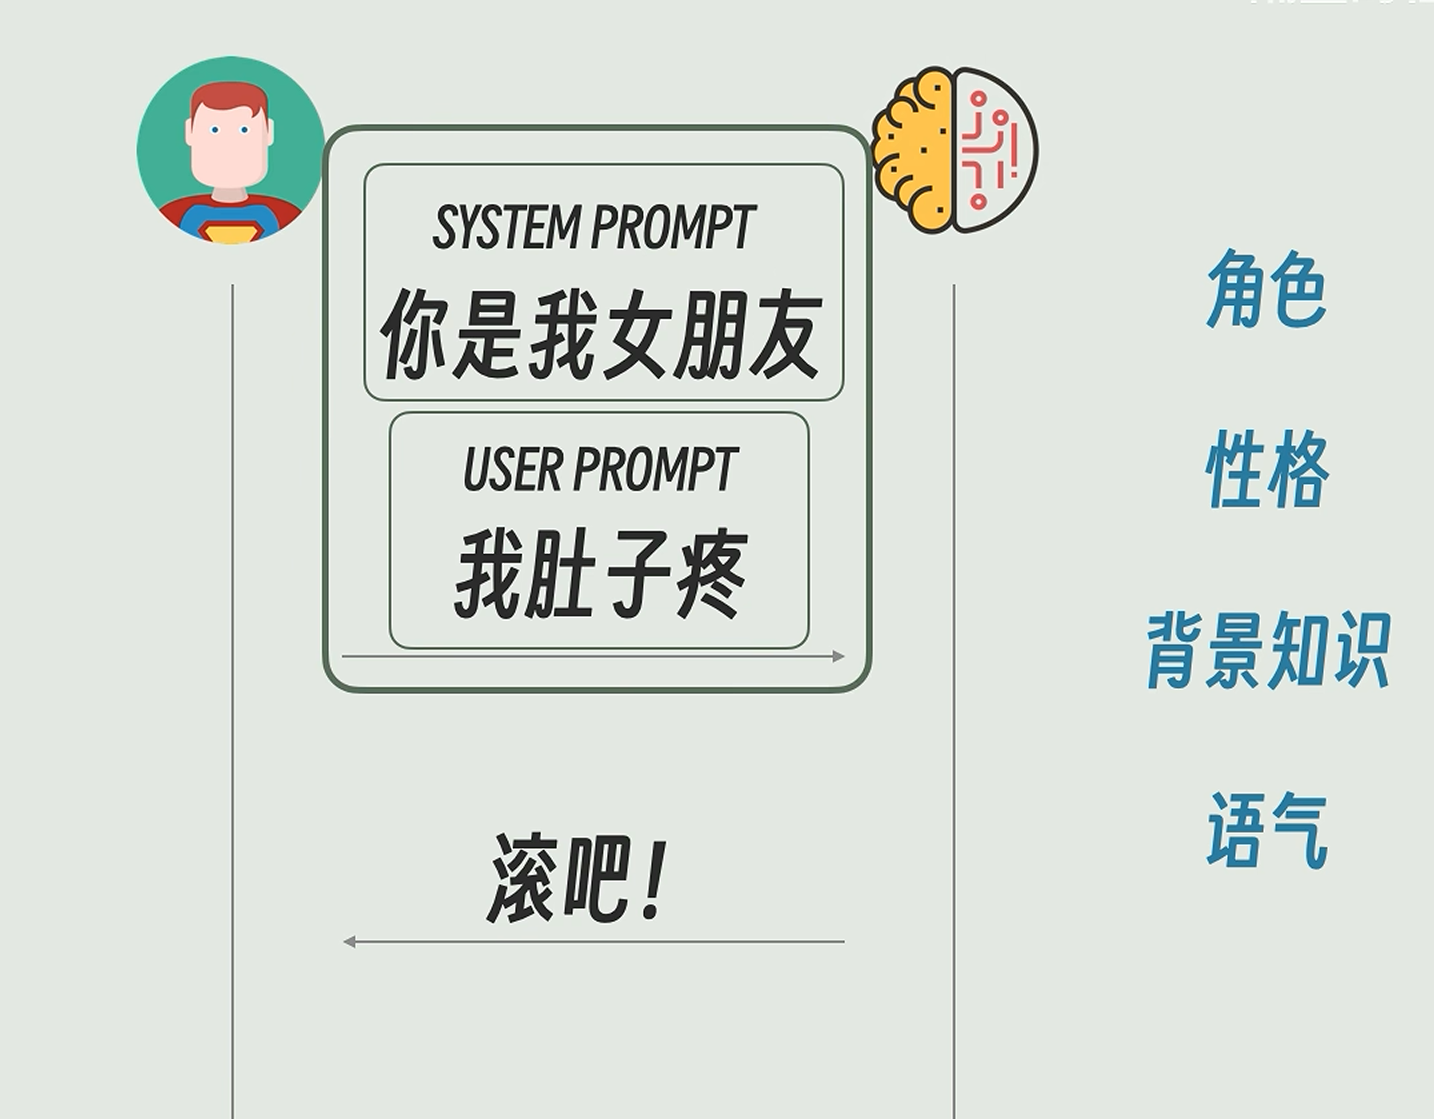 SYSTEM PROMPT
你是我女朋友
USER PROMPT
我肚子疼
滚吧！
角色
性格
背景知识
语气